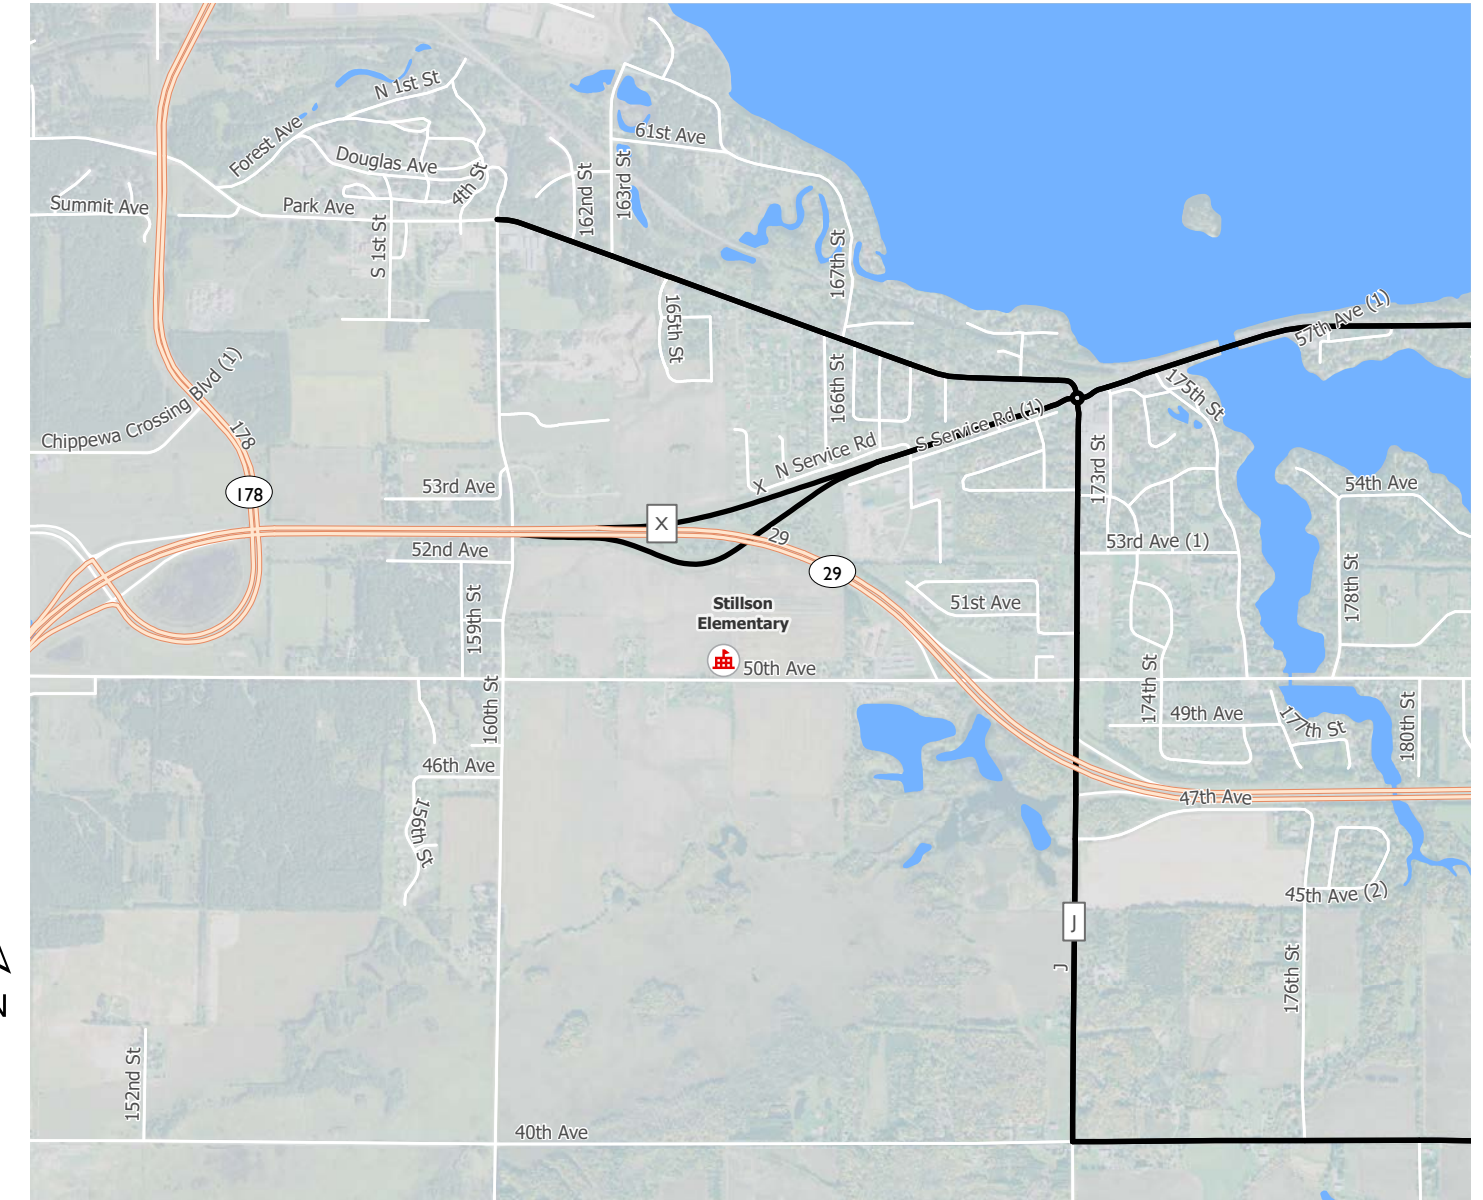 N 1st St
Forest Ave
61st Ave
Douglas Ave
4th St
162nd St
163rd St
Summit Ave
Park Ave
S 1st St
167th St
165th St
57th Ave (1)
166th St
175th St
Chippewa Crossing Blvd (1)
178
S Service Rd (1)
N Service Rd
X
173rd St
53rd Ave
178
54th Ave
X
29
52nd Ave
53rd Ave (1)
29
159th St
Stillson
Elementary
51st Ave
178th St
50th Ave
160th St
174th St
49th Ave
177th St
180th St
46th Ave
156th St
47th Ave
45th Ave (2)
J
J
176th St
N
152nd St
40th Ave